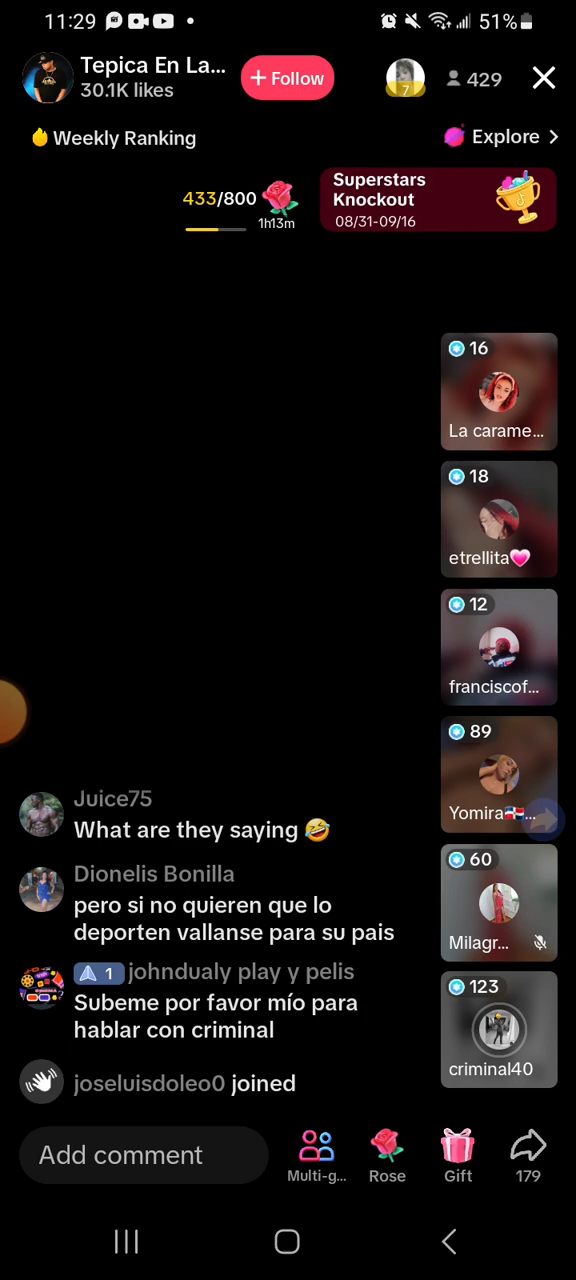 11:29
51%
Tepica En La...
30.1K likes
+ Follow
7
429
Weekly Ranking
Explore >
433/800
1h13m
Superstars
Knockout
08/31-09/16
16
La carame...
18
etrellita💗
12
franciscof...
89
Yomira🇩🇴...
60
Milagr...
123
criminal40
Juice75
What are they saying 🤣
Dionelis Bonilla
pero si no quieren que lo
deporten vallanse para su pais
1 johndualy play y pelis
Subeme por favor mío para
hablar con criminal
joseluisdoleo0 joined
Add comment
Multi-g...
Rose
Gift
179